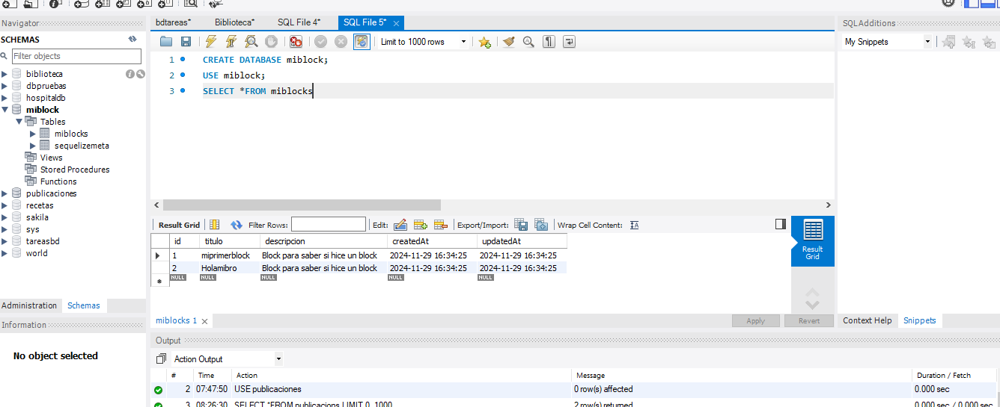 Navigator
SCHEMAS
Filter objects
biblioteca
dbpruebas
hospitaldb
miblock
Tables
miblocks
sequelizemeta
Views
Stored Procedures
Functions
publicaciones
recetas
sakila
sys
tareasbd
world
Administration Schemas
Information
No object selected
bdtareas* Biblioteca* SQL File 4* SQL File 5*
Limit to 1000 rows
1 CREATE DATABASE miblock;
2 USE miblock;
3 SELECT *FROM miblocks
Result Grid Filter Rows: Edit: Export/Import: Wrap Cell Content:
id titulo descripcion createdAt updatedAt
1 miprimerblock Block para saber si hice un block 2024-11-29 16:34:25 2024-11-29 16:34:25
2 Holamibro Block para saber si hice un block 2024-11-29 16:34:25 2024-11-29 16:34:25
NULL NULL NULL NULL NULL
Result
Grid
miblocks 1 Apply Revert
Output
Action Output
# Time Action Message Duration / Fetch
2 07:47:50 USE publicaciones 0 row(s) affected 0.000 sec
3 08:26:30 SELECT *FROM publicacions LIMIT 0, 1000 2 row(s) returned 0.000 sec / 0.000 sec
SQL Additions
My Snippets
Context Help Snippets